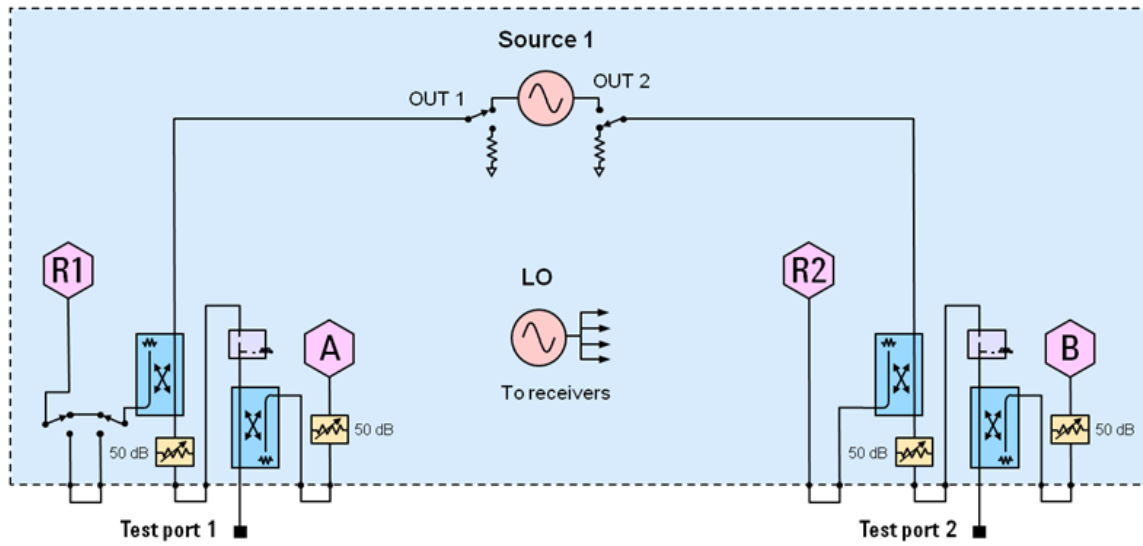 Source 1
OUT 1
OUT 2
R1
LO
R2
A
B
To receivers
50 dB
50 dB
50 dB
50 dB
Test port 1
Test port 2